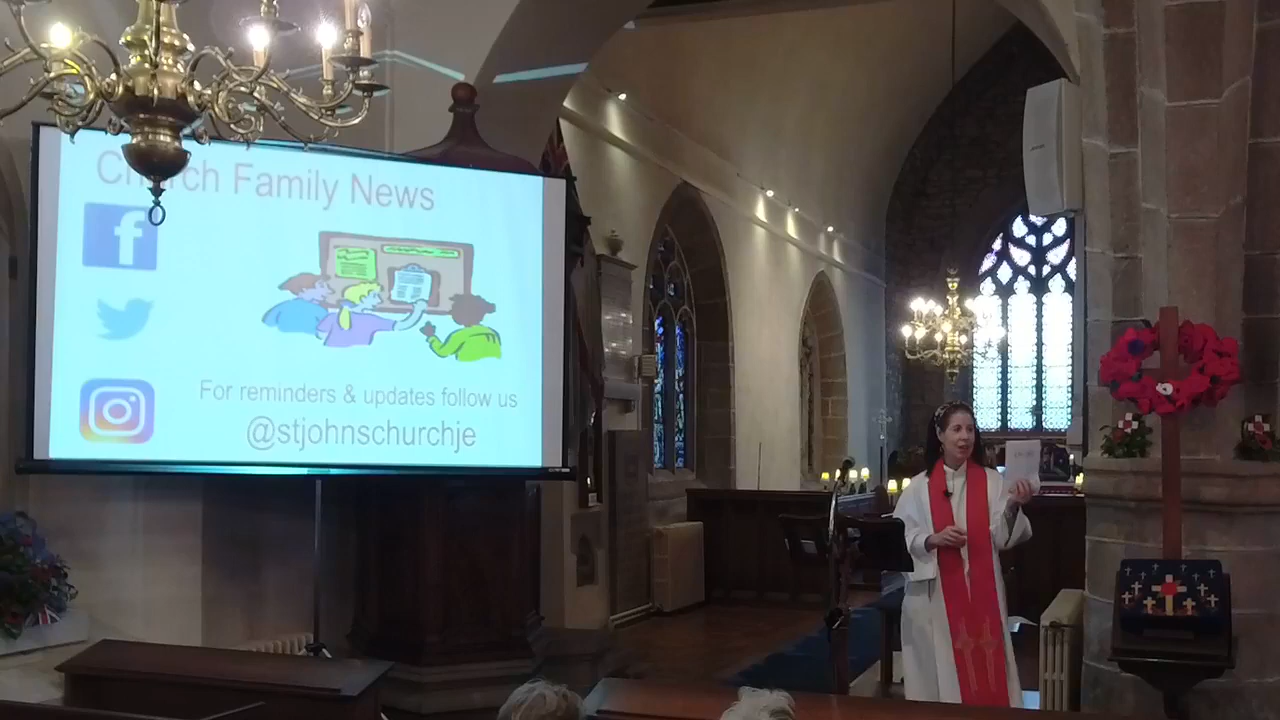 Church Family News
For reminders & updates follow us
@stjohnschurchje